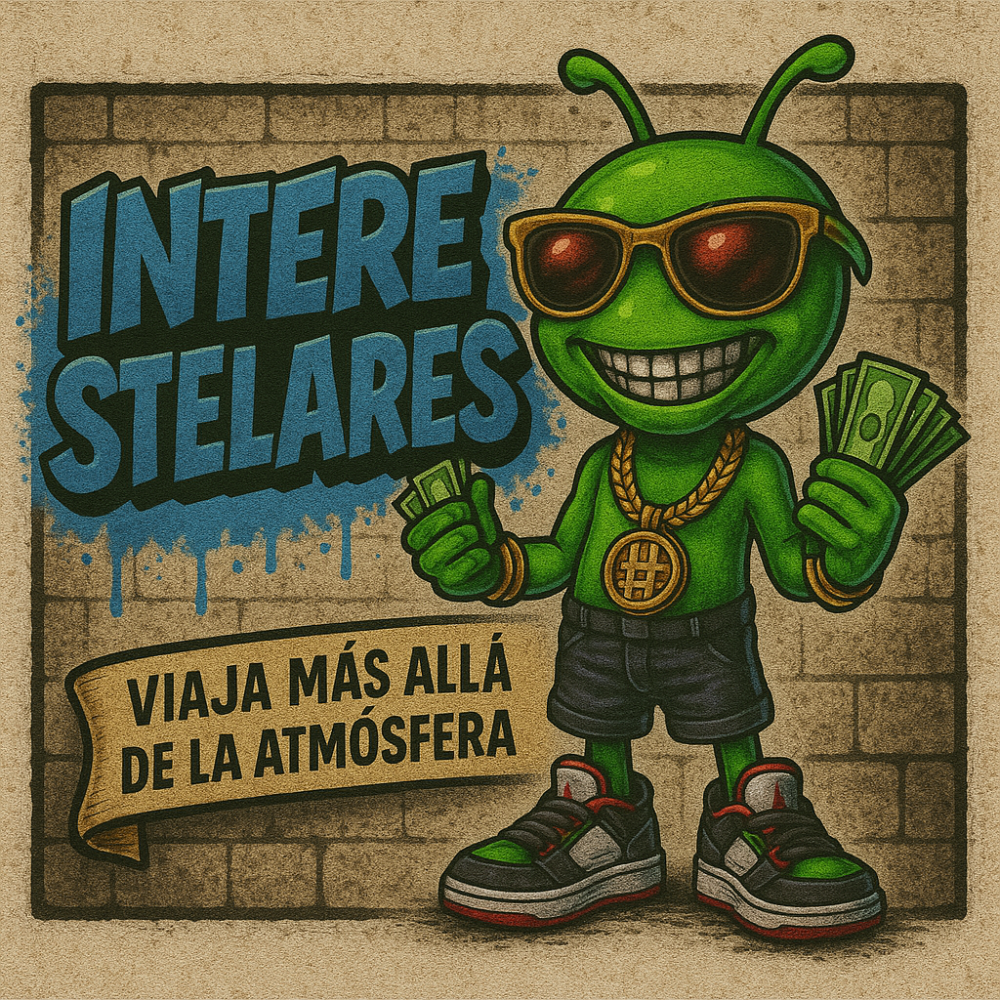 INTERE
STELARES
VIAJA MÁS ALLÁ
DE LA ATMÓSFERA